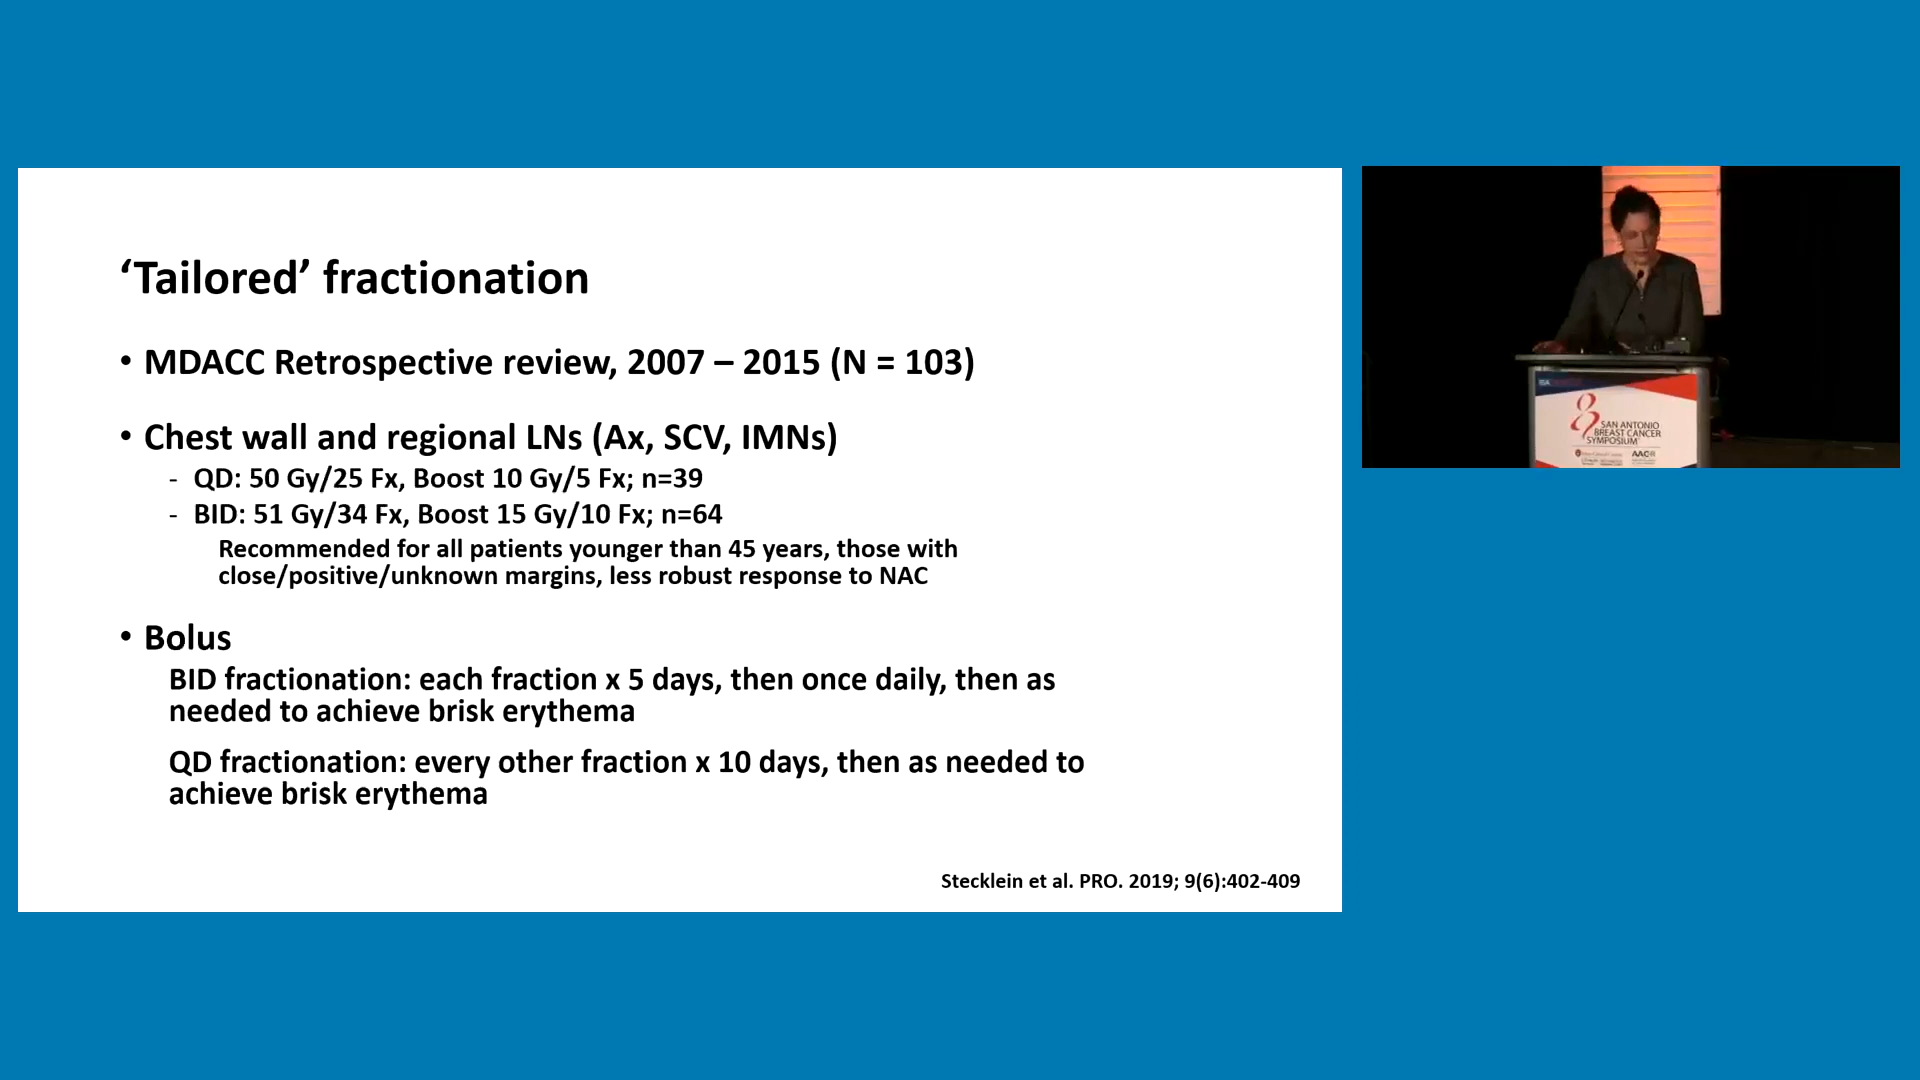 ‘Tailored’ fractionation
• MDACC Retrospective review, 2007 – 2015 (N = 103)
• Chest wall and regional LNs (Ax, SCV, IMNs)
- QD: 50 Gy/25 Fx, Boost 10 Gy/5 Fx; n=39
- BID: 51 Gy/34 Fx, Boost 15 Gy/10 Fx; n=64
Recommended for all patients younger than 45 years, those with
close/positive/unknown margins, less robust response to NAC
• Bolus
BID fractionation: each fraction x 5 days, then once daily, then as
needed to achieve brisk erythema
QD fractionation: every other fraction x 10 days, then as needed to
achieve brisk erythema
Stecklein et al. PRO. 2019; 9(6):402-409
SAN ANTONIO
BREAST CANCER
SYMPOSIUM